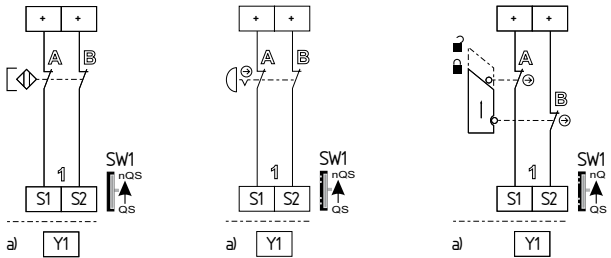 + + + + + +
A B A B A
B
SW1 SW1 SW1
1 nQS 1 nQS 1 nQ
S1 S2 S1 S2 S1 S2
QS QS QS
a) Y1 a) Y1 a) Y1